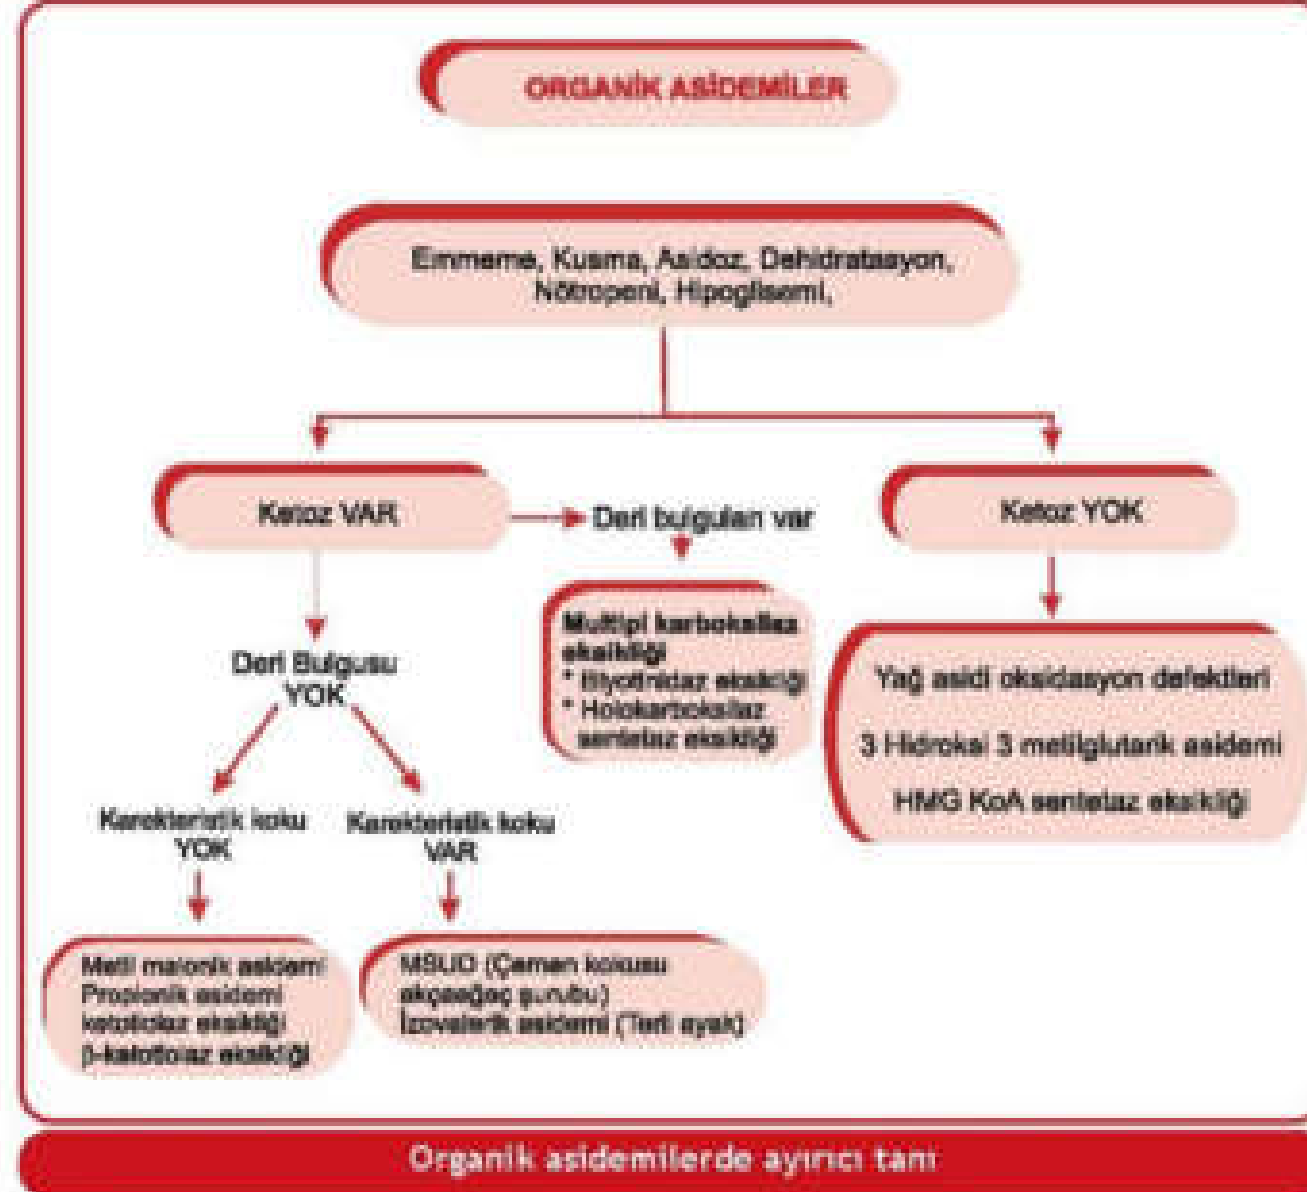 ORGANİK ASİDEMİLER
Emmeme, Kusma, Asidoz, Dehidratasyon,
Nötropeni, Hipoglisemi,
Ketoz VAR
Deri bulguları var
Ketoz YOK
Multipl karboksilaz
eksikliği
* Biyotinidaz eksikliği
* Holokarboksilaz
sentetaz eksikliği
Yağ asidi oksidasyon defektleri
3 Hidroksi 3 metilglutarik asidemi
HMG KoA sentetaz eksikliği
Deri Bulgusu
YOK
Karekteristik koku
YOK
Karekteristik koku
VAR
Metil malonik asidemi
Propionik asidemi
ketotiolaz eksikliği
β-ketotiolaz eksikliği
MSUD (Çemen kokusu
akçaağaç şurubu)
İzovalerik asidemi (Terli ayak)
Organik asidemilerde ayırıcı tanı